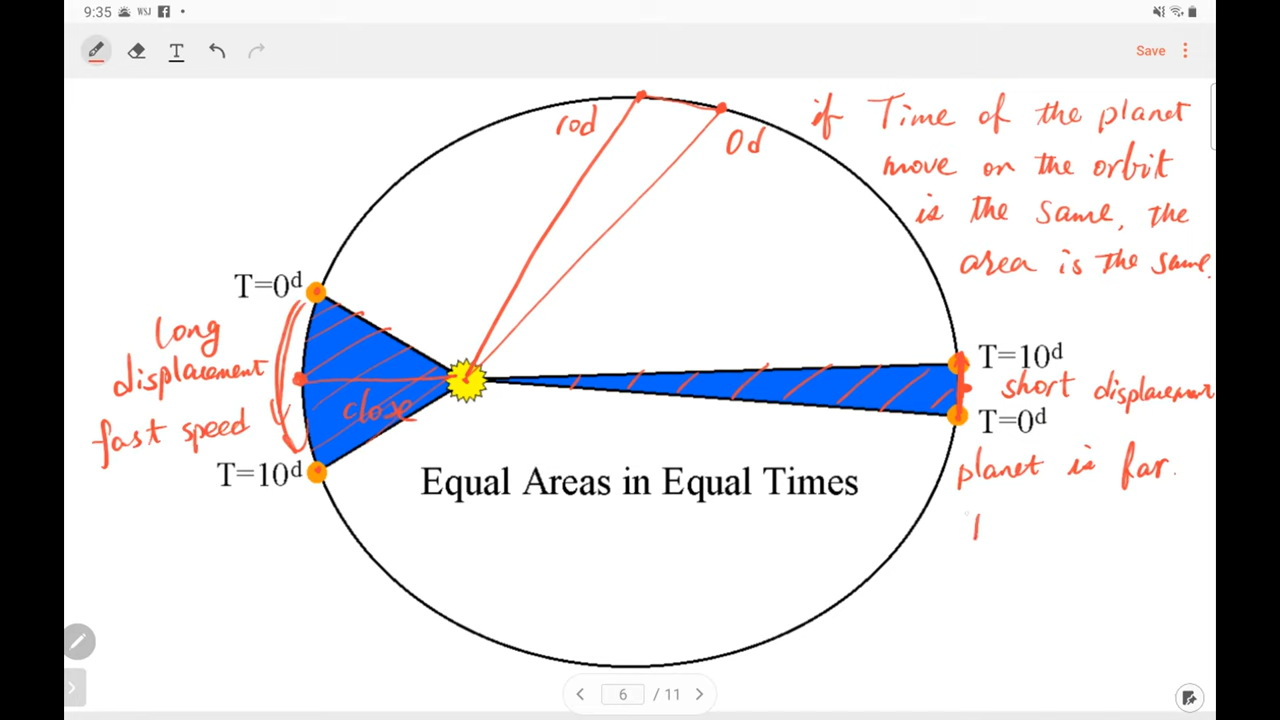 9:35 WSJ
T Save
10d
0d
if Time of the planet
move on the orbit
is the same, the
area is the same.
T=0d
long
displacement
fast speed
close
T=10d
T=10d
short displacement
T=0d
planet is far.
Equal Areas in Equal Times
6 / 11